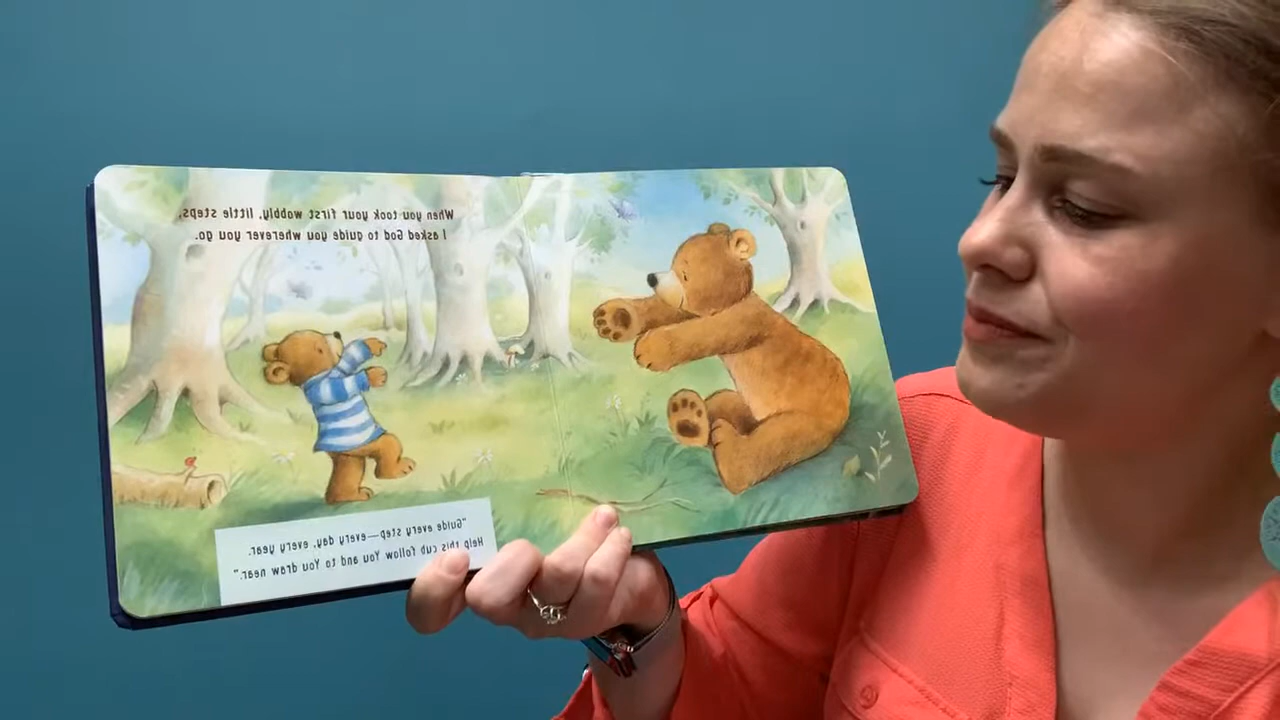 When you took your first wobbly, little steps,
I asked God to guide you wherever you go.
"Guide every step—every day, every year.
Help this cub follow You and to You draw near."